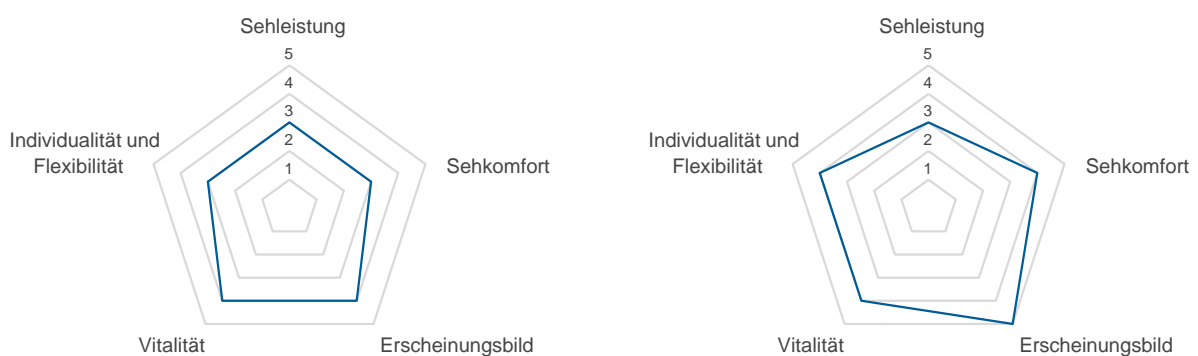 Sehleistung
5
4
3
2
1
Individualität und
Flexibilität
Sehkomfort
Vitalität
Erscheinungsbild
Sehleistung
5
4
3
2
1
Individualität und
Flexibilität
Sehkomfort
Vitalität
Erscheinungsbild